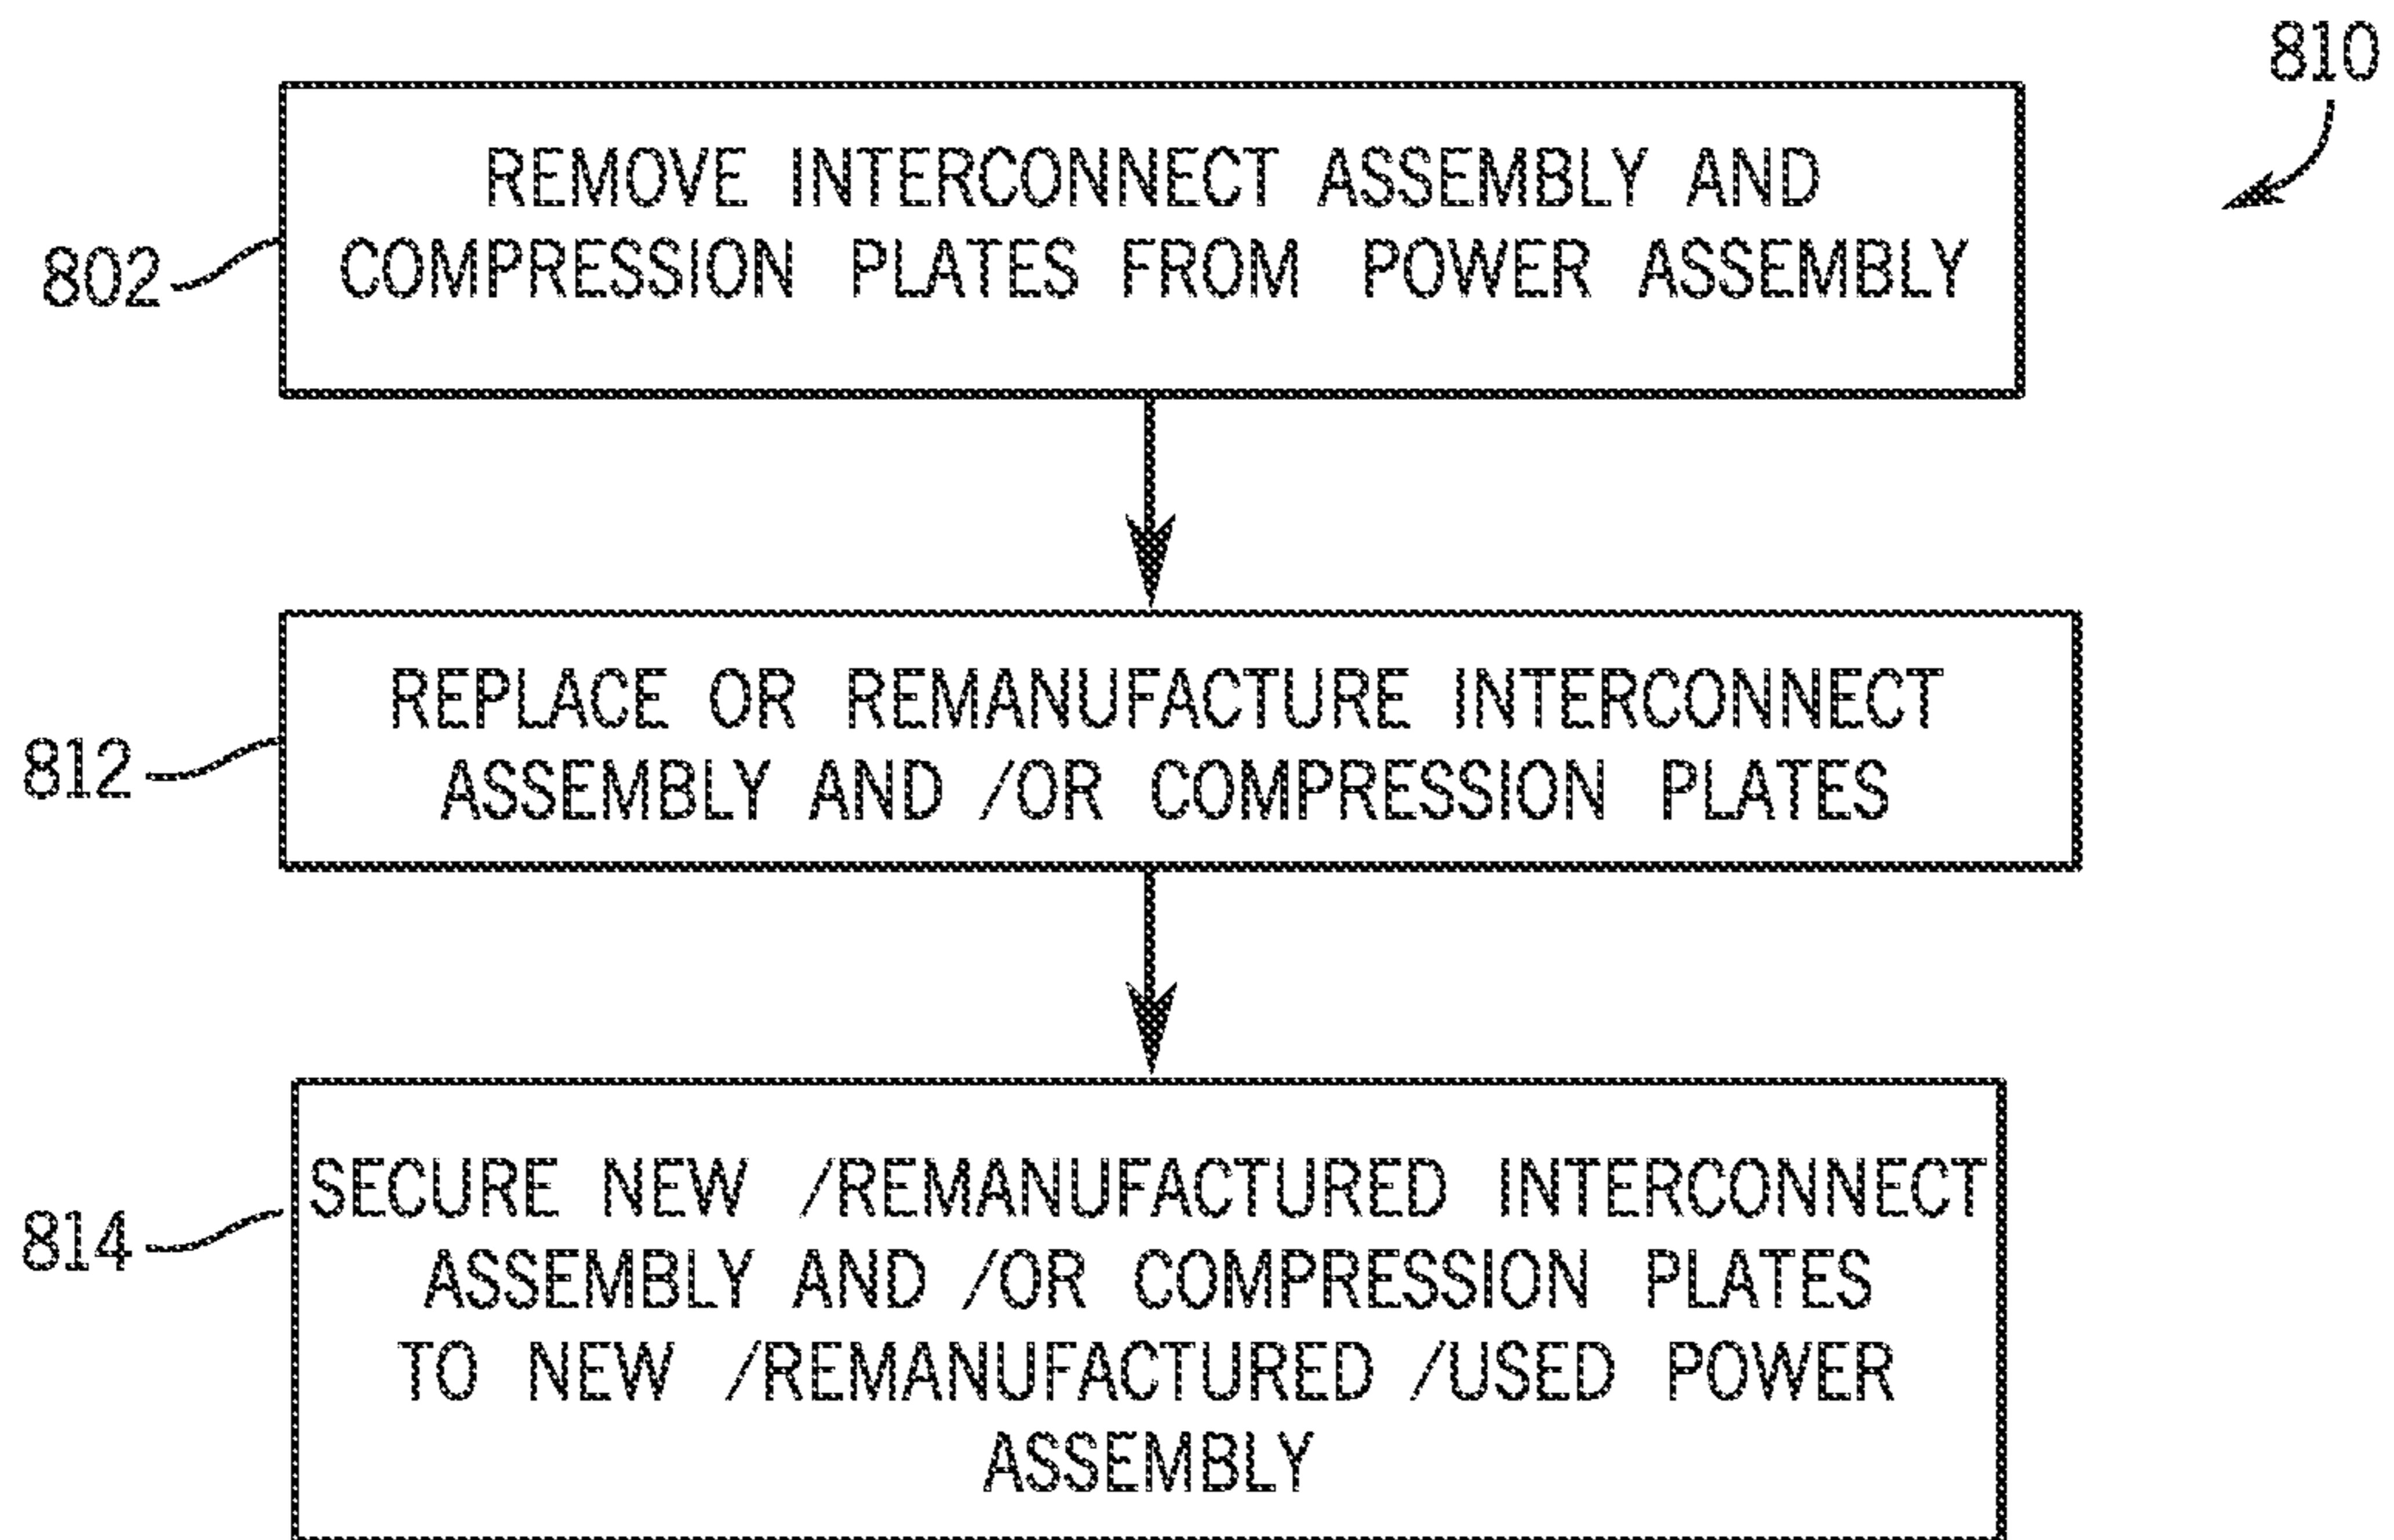 810
REMOVE INTERCONNECT ASSEMBLY AND
COMPRESSION PLATES FROM POWER ASSEMBLY
802
REPLACE OR REMANUFACTURE INTERCONNECT
ASSEMBLY AND /OR COMPRESSION PLATES
812
SECURE NEW /REMANUFACTURED INTERCONNECT
ASSEMBLY AND /OR COMPRESSION PLATES
TO NEW /REMANUFACTURED /USED POWER
ASSEMBLY
814